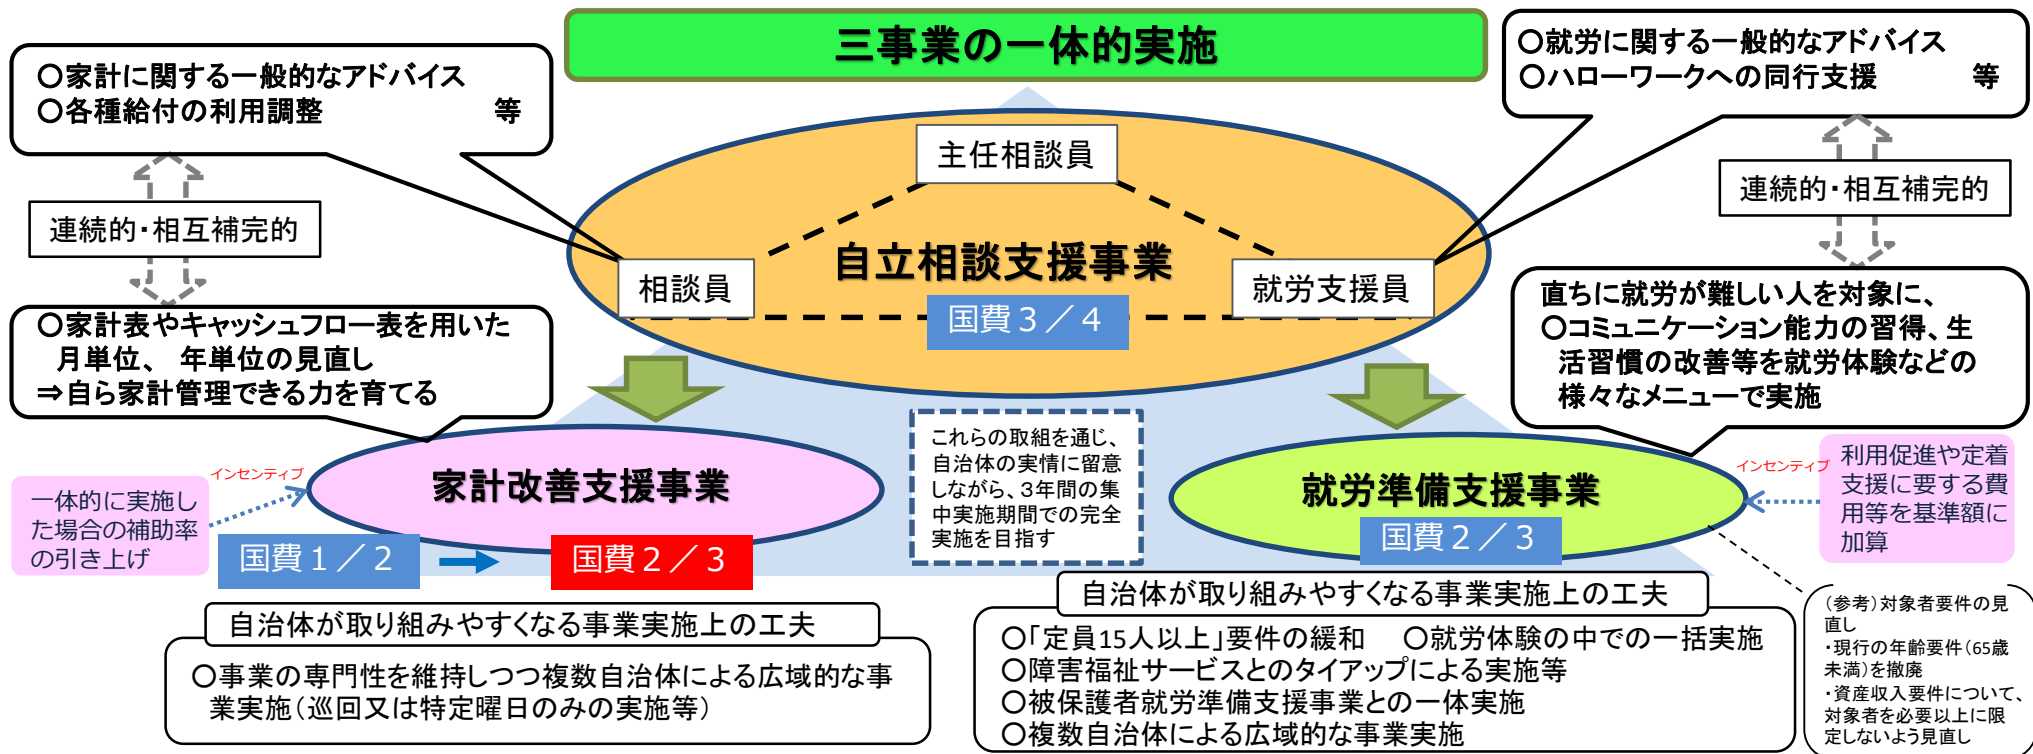 三事業の一体的実施
○家計に関する一般的なアドバイス
○各種給付の利用調整　　　　　　等
○就労に関する一般的なアドバイス
○ハローワークへの同行支援　　　等
連続的・相互補完的
連続的・相互補完的
主任相談員
自立相談支援事業
相談員
就労支援員
国費３／４
○家計表やキャッシュフロー表を用いた
月単位、 年単位の見直し
⇒自ら家計管理できる力を育てる
直ちに就労が難しい人を対象に、
○コミュニケーション能力の習得、生
活習慣の改善等を就労体験などの
様々なメニューで実施
これらの取組を通じ、
自治体の実情に留意
しながら、３年間の集
中実施期間での完全
実施を目指す
インセンティブ
一体的に実施し
た場合の補助率
の引き上げ
家計改善支援事業
国費１／２
国費２／３
就労準備支援事業
国費２／３
インセンティブ
利用促進や定着
支援に要する費
用等を基準額に
加算
自治体が取り組みやすくなる事業実施上の工夫
○事業の専門性を維持しつつ複数自治体による広域的な事
業実施（巡回又は特定曜日のみの実施等）
自治体が取り組みやすくなる事業実施上の工夫
○「定員15人以上」要件の緩和　○就労体験の中での一括実施
○障害福祉サービスとのタイアップによる実施等
○被保護者就労準備支援事業との一体実施
○複数自治体による広域的な事業実施
（参考）対象者要件の見
直し
・現行の年齢要件（65歳
未満）を撤廃
・資産収入要件について、
対象者を必要以上に限
定しないよう見直し